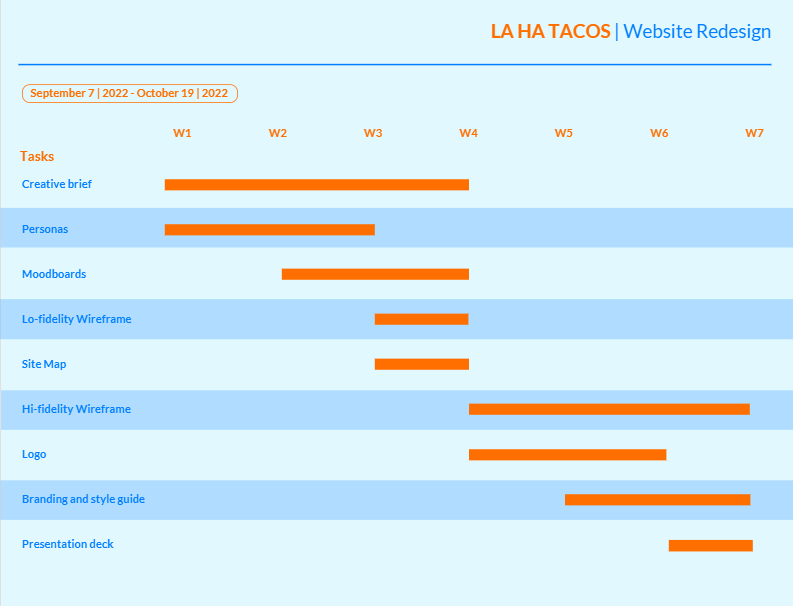 LA HA TACOS | Website Redesign
September 7 | 2022 - October 19 | 2022
W1 W2 W3 W4 W5 W6 W7
Tasks
Creative brief
Personas
Moodboards
Lo-fidelity Wireframe
Site Map
Hi-fidelity Wireframe
Logo
Branding and style guide
Presentation deck